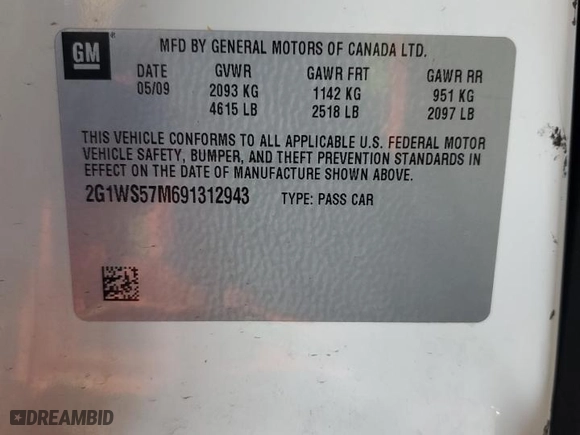 GM
MFD BY GENERAL MOTORS OF CANADA LTD.
DATE GVWR GAWR FRT GAWR RR
05/09 2093 KG 1142 KG 951 KG
4615 LB 2518 LB 2097 LB
THIS VEHICLE CONFORMS TO ALL APPLICABLE U.S. FEDERAL MOTOR
VEHICLE SAFETY, BUMPER, AND THEFT PREVENTION STANDARDS IN
EFFECT ON THE DATE OF MANUFACTURE SHOWN ABOVE.
2G1WS57M691312943 TYPE: PASS CAR
DREAMBID